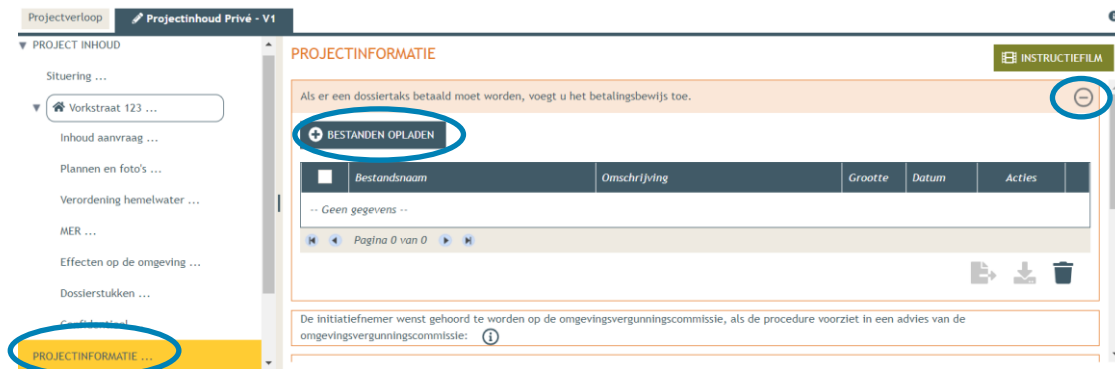 Projectverloop
Projectinhoud Privé - V1
PROJECT INHOUD
Situering ...
Vorkstraat 123 ...
Inhoud aanvraag ...
Plannen en foto's ...
Verordening hemelwater ...
MER ...
Effecten op de omgeving ...
Dossierstukken ...
Confidentieel
PROJECTINFORMATIE ...
PROJECTINFORMATIE
INSTRUCTIEFILM
Als er een dossiertaks betaald moet worden, voegt u het betalingsbewijs toe.
BESTANDEN OPLADEN
Bestandsnaam Omschrijving Grootte Datum Acties
-- Geen gegevens --
Pagina 0 van 0
De initiatiefnemer wenst gehoord te worden op de omgevingsvergunningscommissie, als de procedure voorziet in een advies van de
omgevingsvergunningscommissie: